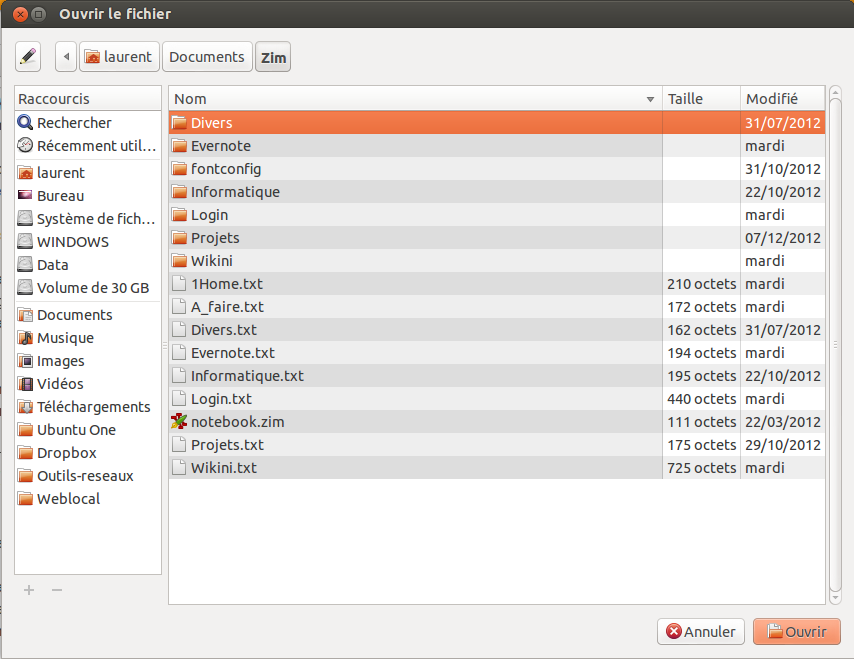 Ouvrir le fichier
laurent Documents Zim
Raccourcis
Rechercher
Récemment util...
laurent
Bureau
Système de fich...
WINDOWS
Data
Volume de 30 GB
Documents
Musique
Images
Vidéos
Téléchargements
Ubuntu One
Dropbox
Outils-reseaux
Weblocal
Nom Taille Modifié
Divers 31/07/2012
Evernote mardi
fontconfig 31/10/2012
Informatique 22/10/2012
Login mardi
Projets 07/12/2012
Wikini mardi
1Home.txt 210 octets mardi
A_faire.txt 172 octets mardi
Divers.txt 162 octets 31/07/2012
Evernote.txt 194 octets mardi
Informatique.txt 195 octets 22/10/2012
Login.txt 440 octets mardi
notebook.zim 111 octets 22/03/2012
Projets.txt 175 octets 29/10/2012
Wikini.txt 725 octets mardi
Annuler Ouvrir